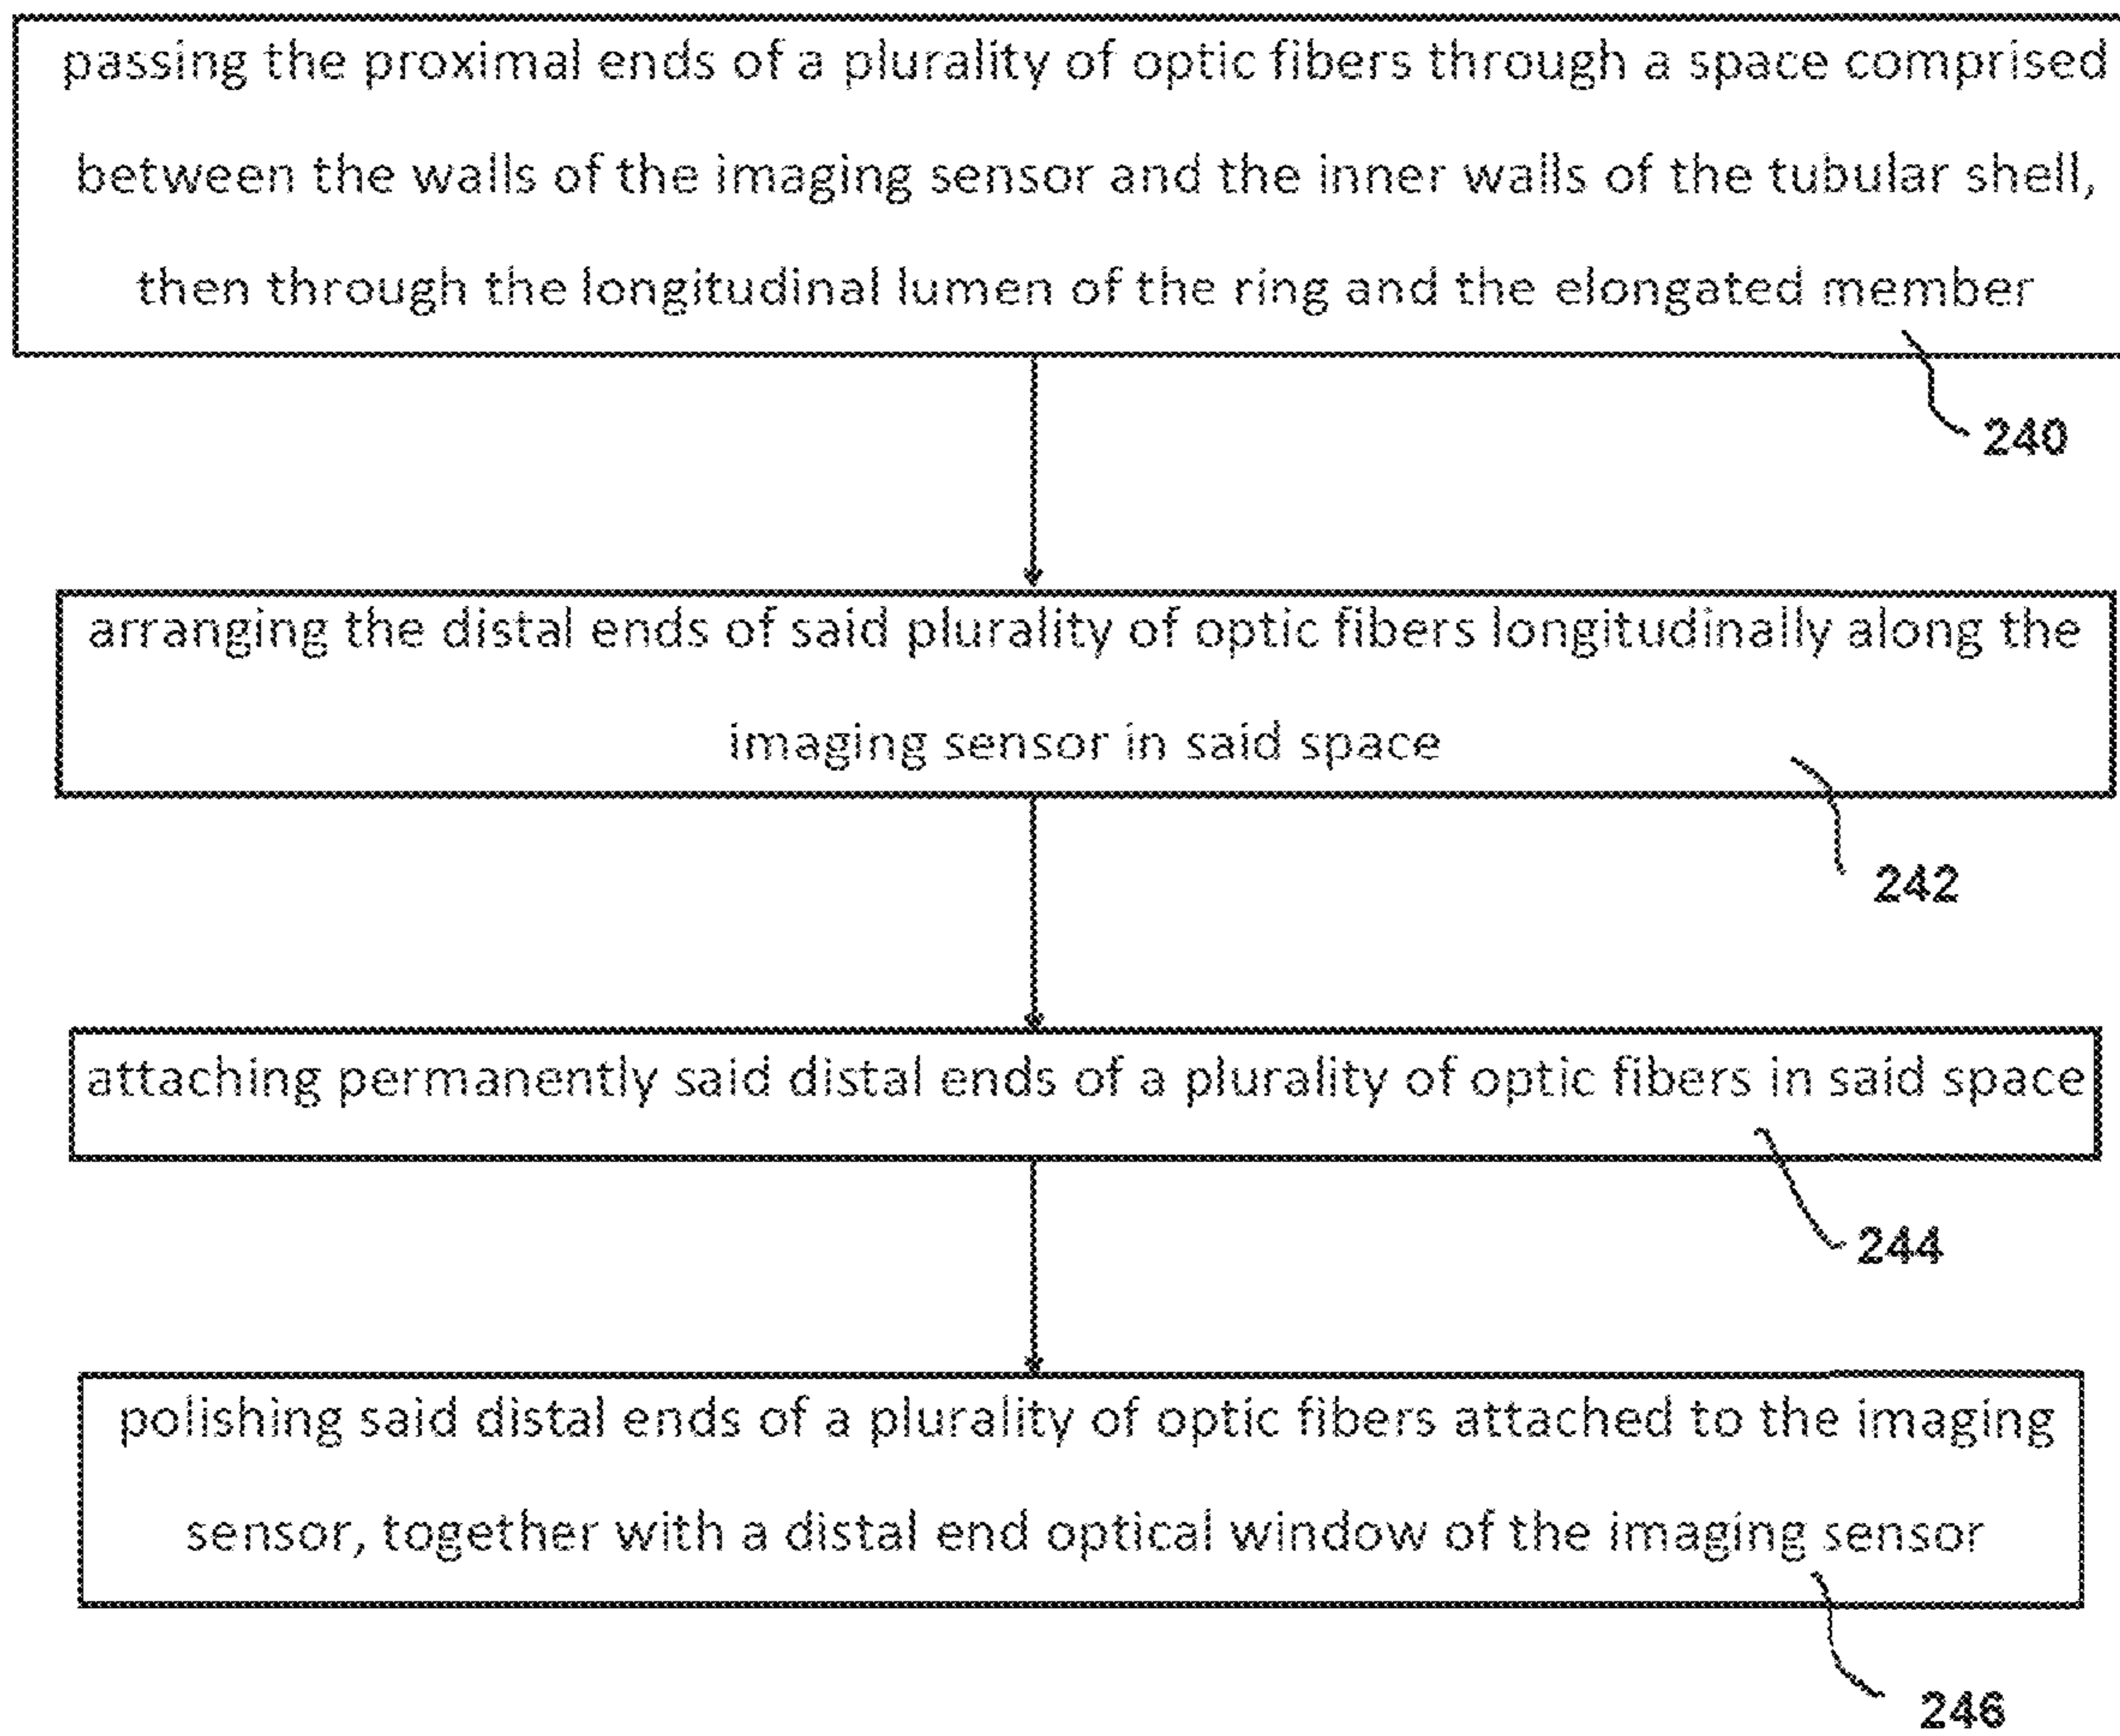 passing the proximal ends of a plurality of optic fibers through a space comprised
between the walls of the imaging sensor and the inner walls of the tubular shell,
then through the longitudinal lumen of the ring and the elongated member
240
arranging the distal ends of said plurality of optic fibers longitudinally along the
imaging sensor in said space
242
attaching permanently said distal ends of a plurality of optic fibers in said space
244
polishing said distal ends of a plurality of optic fibers attached to the imaging
sensor, together with a distal end optical window of the imaging sensor
246